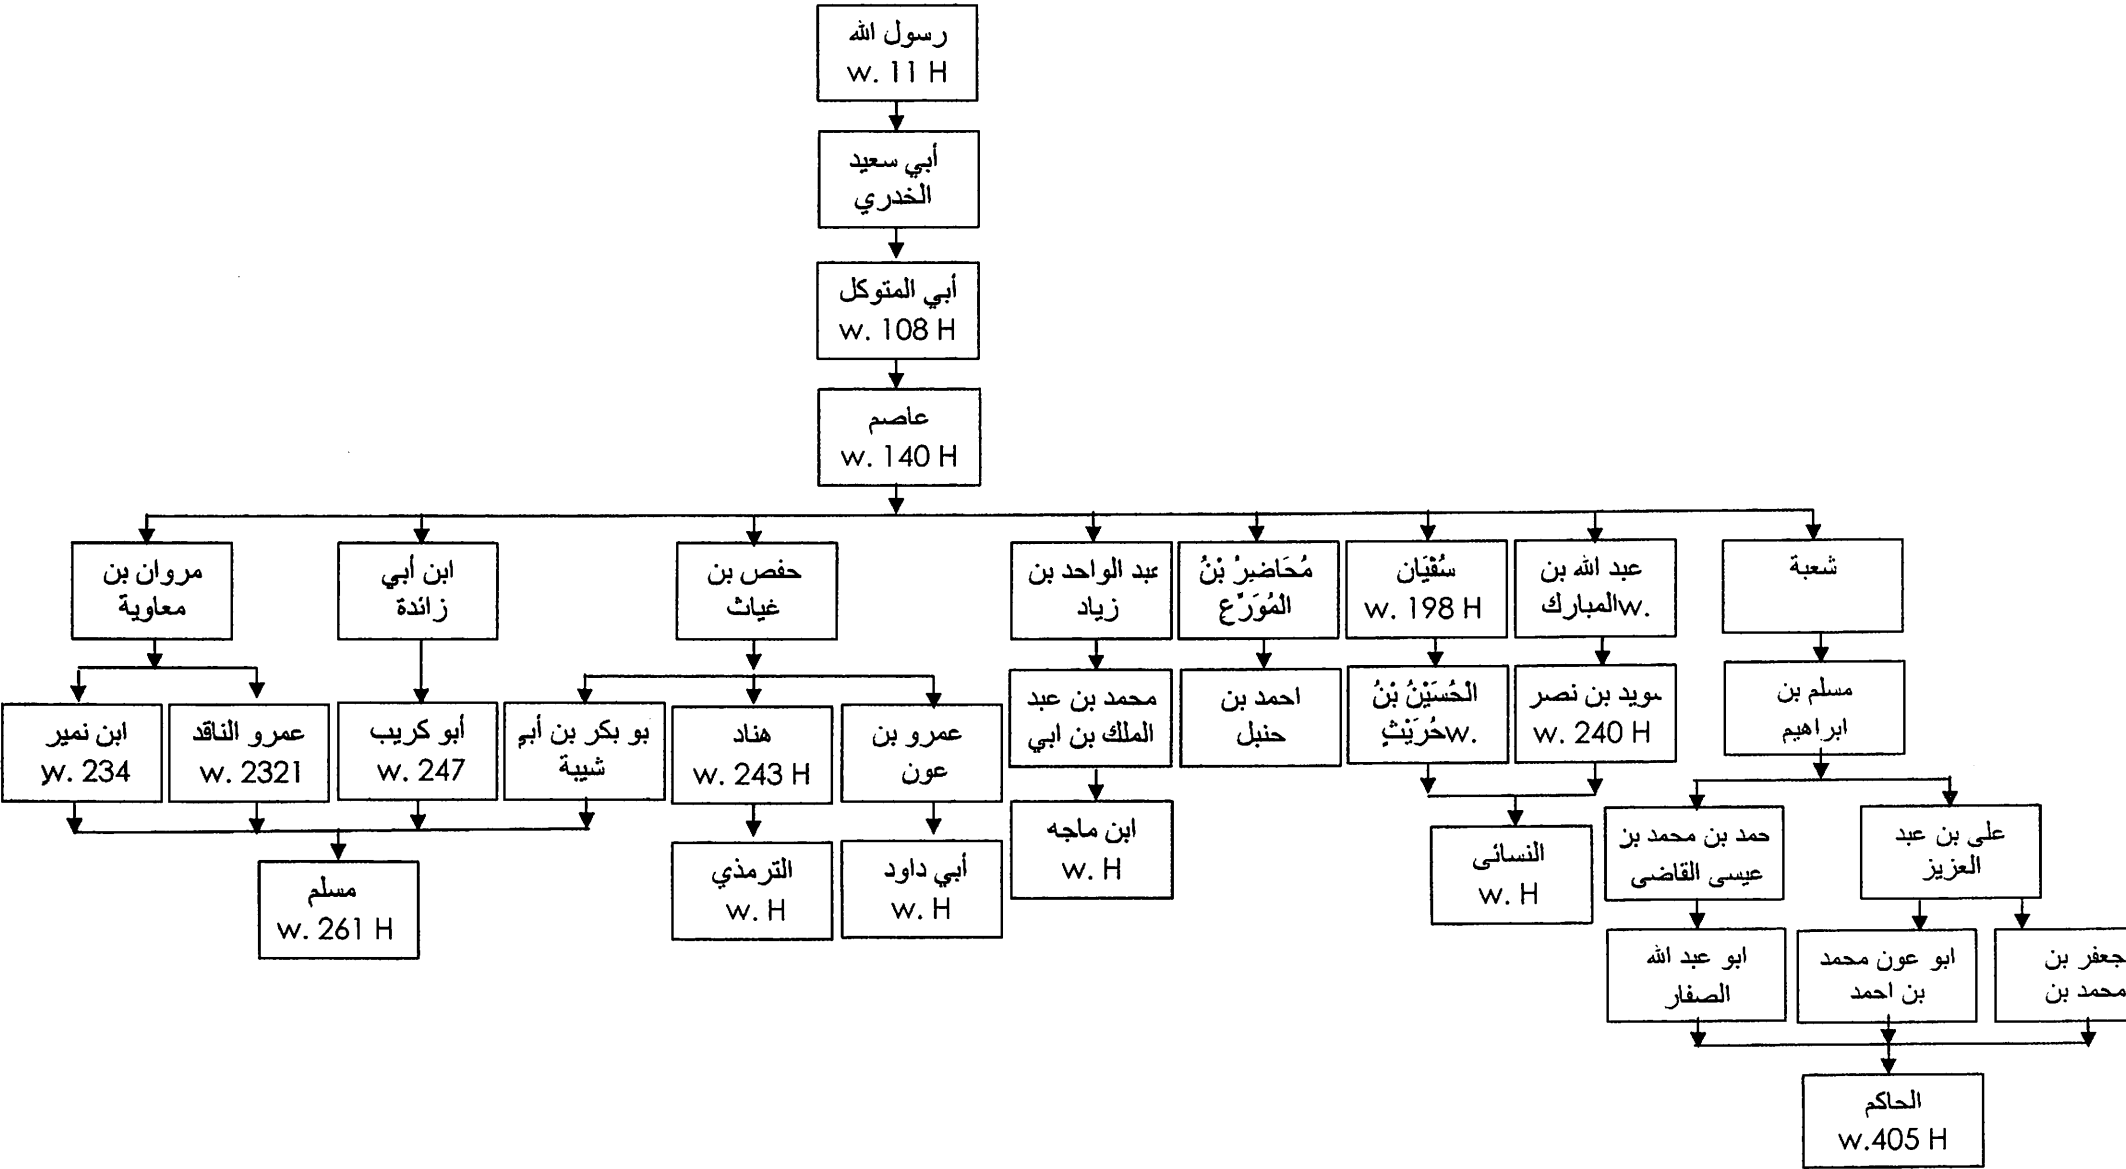 رسول الله
w. 11 H
أبي سعيد
الخدري
أبي المتوكل
w. 108 H
عاصم
w. 140 H
مروان بن
معاوية
ابن أبي
زائدة
حفص بن
غياث
عبد الواحد بن
زياد
مُحَاضِرُ بْنُ
الْمُوَرِّعِ
سُفْيَان
w. 198 H
عبد الله بن
المبارك w.
شعبة
ابن نمير
w. 234
عمرو الناقد
w. 2321
أبو كريب
w. 247
بو بكر بن أبي
شيبة
هناد
w. 243 H
عمرو بن
عون
محمد بن عبد
الملك بن ابي
احمد بن
حنبل
الْحُسَيْنُ بْنُ
حُرَيْثٍ w.
سويد بن نصر
w. 240 H
مسلم بن
ابراهيم
مسلم
w. 261 H
الترمذي
w. H
أبي داود
w. H
ابن ماجه
w. H
النسائى
w. H
حمد بن محمد بن
عيسى القاضى
على بن عبد
العزيز
ابو عبد الله
الصفار
ابو عون محمد
بن احمد
جعفر بن
محمد بن
الحاكم
w.405 H